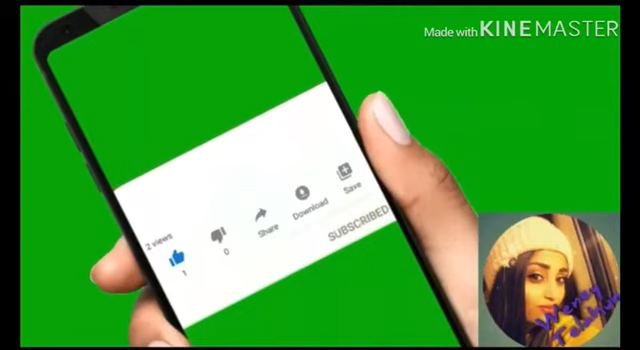 Made with KINEMASTER
2 views
1
0
Share
Download
Save
SUBSCRIBED